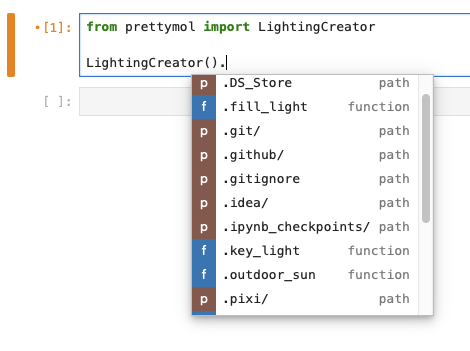 [1]: from prettymol import LightingCreator
LightingCreator().
p .DS_Store path
f .fill_light function
p .git/ path
p .github/ path
p .gitignore path
p .idea/ path
p .ipynb_checkpoints/ path
f .key_light function
f .outdoor_sun function
p .pixi/ path
[ ]: